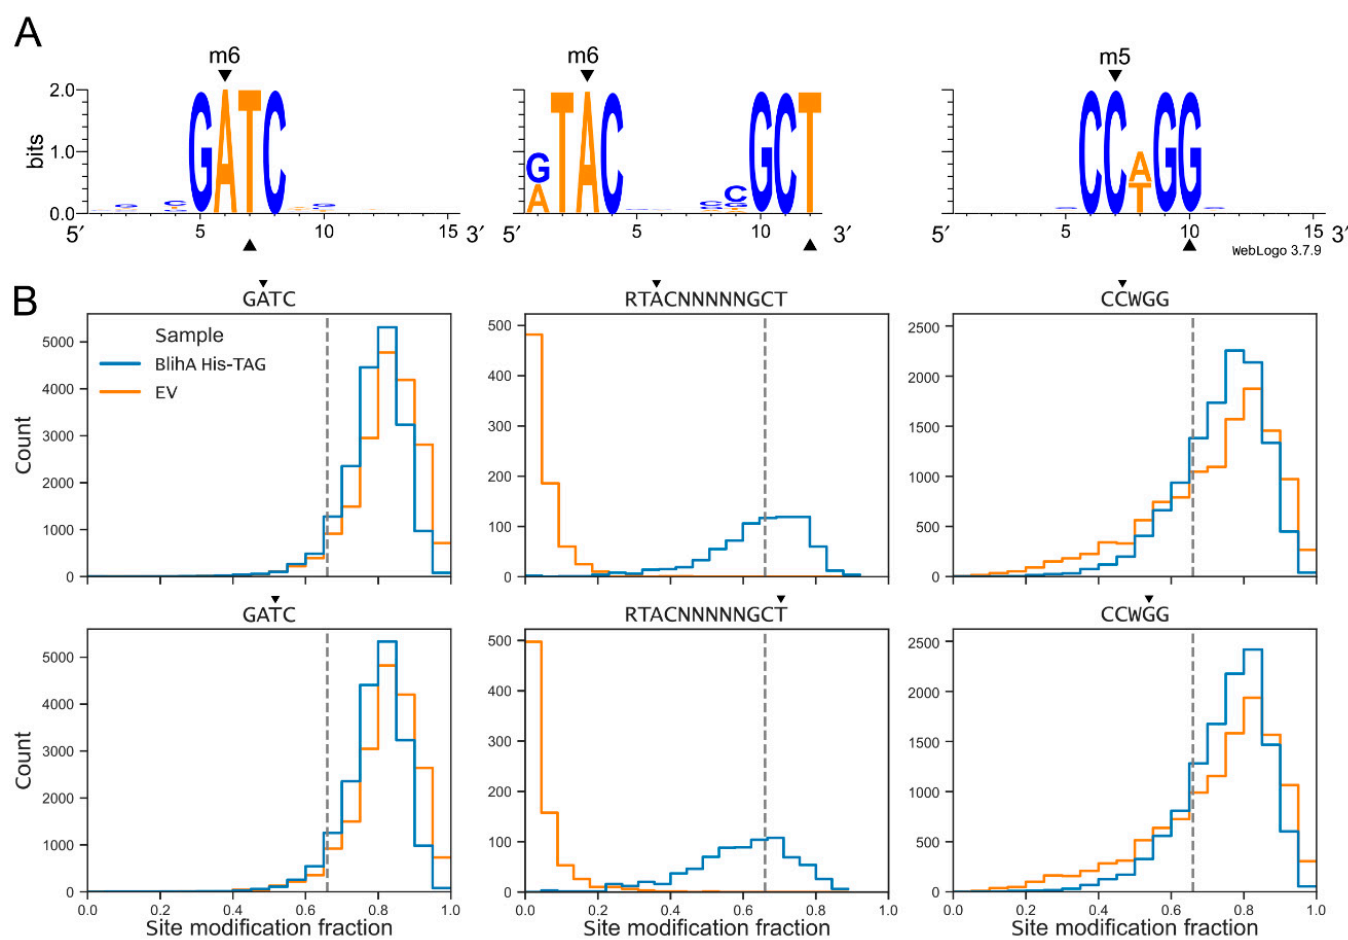 A
m6
m6
m5
bits
2.0
1.0
0.0
GATC
G
A
TAC
C
GCT
CC
A
T
GG
5′
5
10
15
3′
5′
5
10
3′
5′
5
10
15
3′
WebLogo 3.7.9
B
GATC
RTACNNNNNGCT
CCWGG
Sample
BlihA His-TAG
EV
Count
5000
4000
3000
2000
1000
0
500
400
300
200
100
0
2500
2000
1500
1000
500
0
GATC
RTACNNNNNGCT
CCWGG
Count
5000
4000
3000
2000
1000
0
500
400
300
200
100
0
2500
2000
1500
1000
500
0
0.0 0.2 0.4 0.6 0.8 1.0
0.0 0.2 0.4 0.6 0.8 1.0
0.0 0.2 0.4 0.6 0.8 1.0
Site modification fraction
Site modification fraction
Site modification fraction